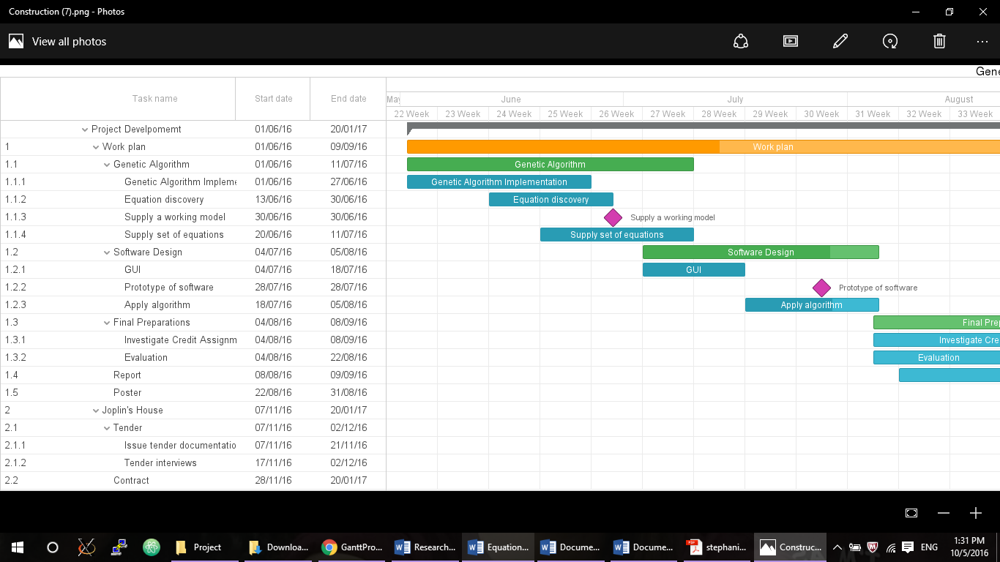 Construction (7).png - Photos
View all photos
Gene
Task name Start date End date
May June July August
22 Week 23 Week 24 Week 25 Week 26 Week 27 Week 28 Week 29 Week 30 Week 31 Week 32 Week 33 Week
Project Develpomemt 01/06/16 20/01/17
1 Work plan 01/06/16 09/09/16 Work plan
1.1 Genetic Algorithm 01/06/16 11/07/16 Genetic Algorithm
1.1.1 Genetic Algorithm Impleme 01/06/16 27/06/16 Genetic Algorithm Implementation
1.1.2 Equation discovery 13/06/16 30/06/16 Equation discovery
1.1.3 Supply a working model 30/06/16 30/06/16 Supply a working model
1.1.4 Supply set of equations 20/06/16 11/07/16 Supply set of equations
1.2 Software Design 04/07/16 05/08/16 Software Design
1.2.1 GUI 04/07/16 18/07/16 GUI
1.2.2 Prototype of software 28/07/16 28/07/16 Prototype of software
1.2.3 Apply algorithm 18/07/16 05/08/16 Apply algorithm
1.3 Final Preparations 04/08/16 08/09/16 Final Prep
1.3.1 Investigate Credit Assignm 04/08/16 08/09/16 Investigate Cre
1.3.2 Evaluation 04/08/16 22/08/16 Evaluation
1.4 Report 08/08/16 09/09/16
1.5 Poster 22/08/16 31/08/16
2 Joplin's House 07/11/16 20/01/17
2.1 Tender 07/11/16 02/12/16
2.1.1 Issue tender documentatio 07/11/16 21/11/16
2.1.2 Tender interviews 17/11/16 02/12/16
2.2 Contract 28/11/16 20/01/17
Project Downloa... GanttPro... Research... Equation... Docume... Docume... stephani... Construc... ENG 1:31 PM
10/5/2016